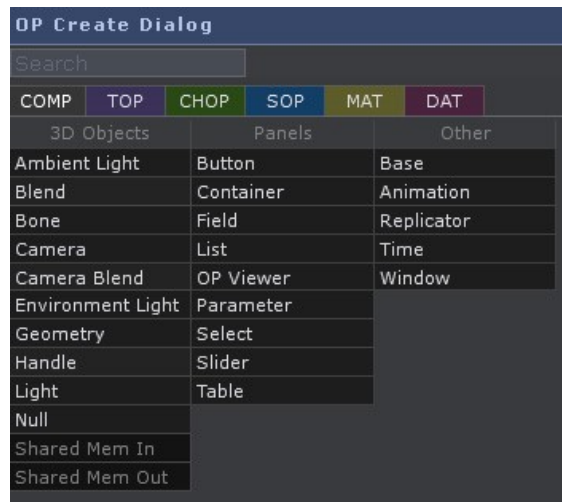 OP Create Dialog
Search
COMP TOP CHOP SOP MAT DAT
3D Objects Panels Other
Ambient Light Button Base
Blend Container Animation
Bone Field Replicator
Camera List Time
Camera Blend OP Viewer Window
Environment Light Parameter
Geometry Select
Handle Slider
Light Table
Null
Shared Mem In
Shared Mem Out